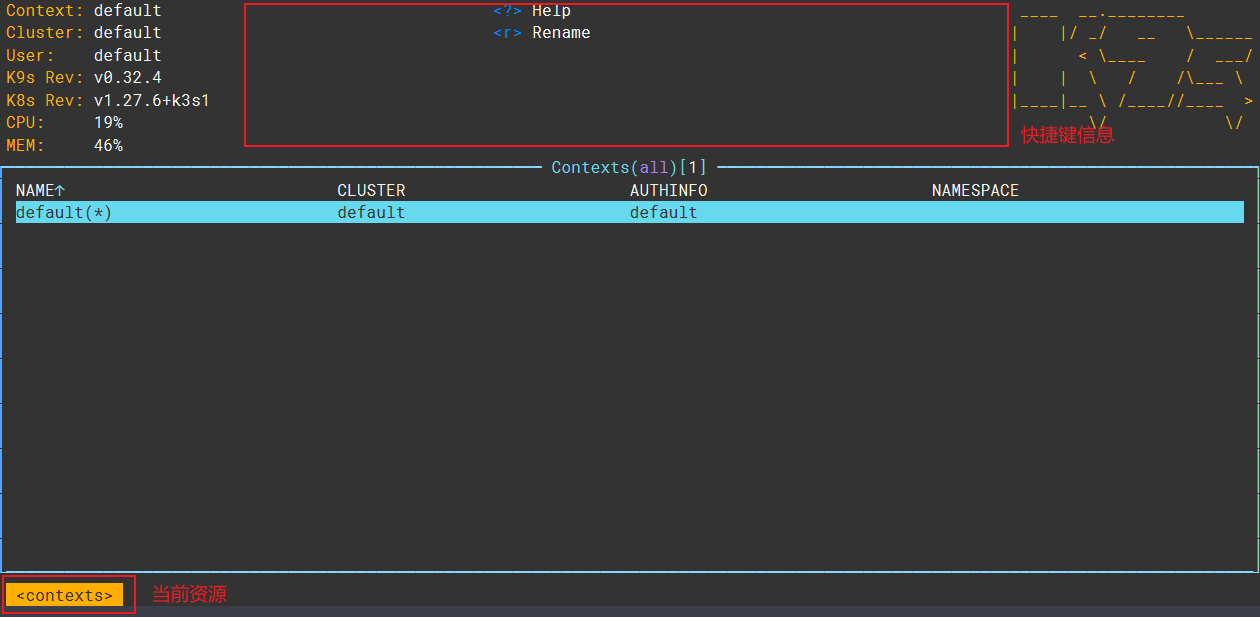 Context: default
Cluster: default
User: default
K9s Rev: v0.32.4
K8s Rev: v1.27.6+k3s1
CPU: 19%
MEM: 46%
<?> Help
<r> Rename
快捷键信息
Contexts(all)[1]
NAME↑ CLUSTER AUTHINFO NAMESPACE
default(*) default default
<contexts> 当前资源